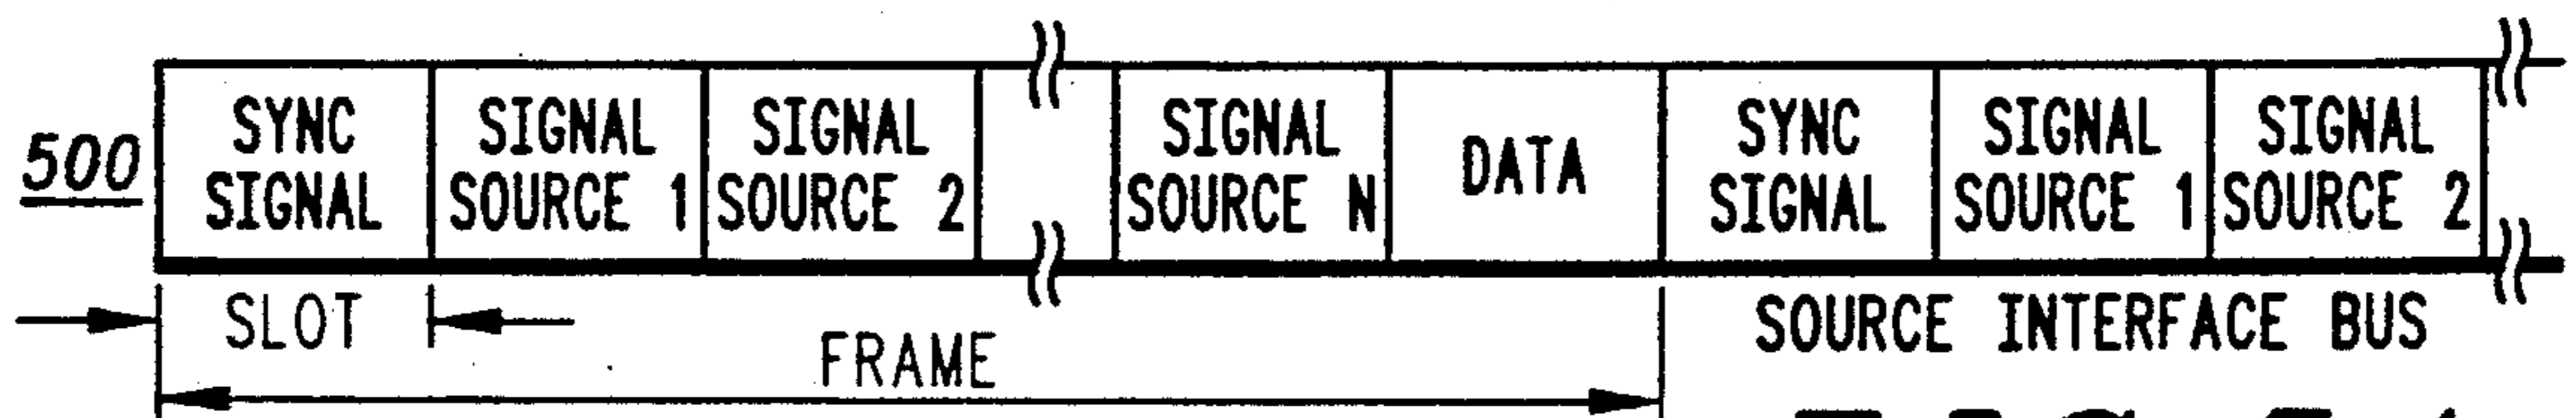 500
SYNC SIGNAL
SIGNAL SOURCE 1
SIGNAL SOURCE 2
SIGNAL SOURCE N
DATA
SYNC SIGNAL
SIGNAL SOURCE 1
SIGNAL SOURCE 2
SLOT
FRAME
SOURCE INTERFACE BUS